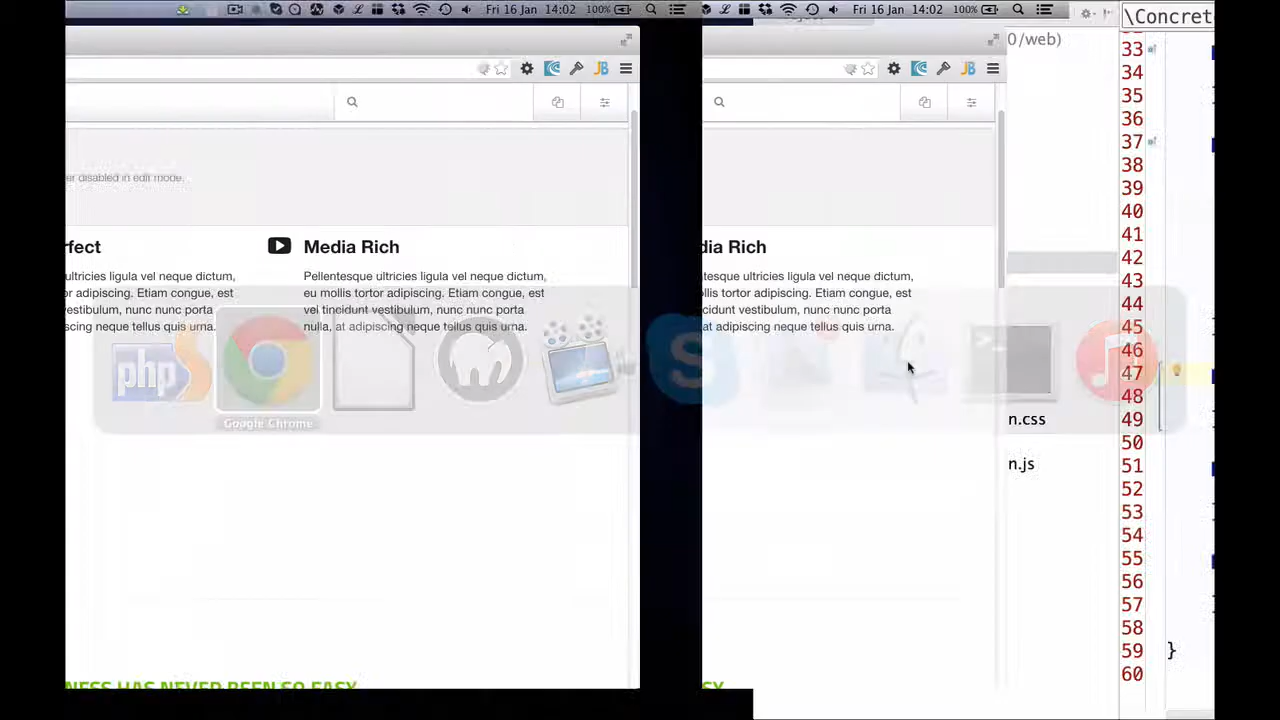 Fri 16 Jan 14:02 100%
Fri 16 Jan 14:02 100%
\Concret
0/web)
er disabled in edit mode.
rfect
Media Rich
dia Rich
ultricies ligula vel neque dictum,
or adipiscing. Etiam congue, est
vestibulum, nunc nunc porta
scing neque tellus quis urna.
Pellentesque ultricies ligula vel neque dictum,
eu mollis tortor adipiscing. Etiam congue, est
vel tincidunt vestibulum, nunc nunc porta
nulla, at adipiscing neque tellus quis urna.
tesque ultricies ligula vel neque dictum,
ollis tortor adipiscing. Etiam congue, est
cidunt vestibulum, nunc nunc porta
at adipiscing neque tellus quis urna.
php
S
Google Chrome
n.css
n.js
NESS HAS NEVER BEEN SO EASY
SY
33
34
35
36
37
38
39
40
41
42
43
44
45
46
47
48
49
50
51
52
53
54
55
56
57
58
59 }
60